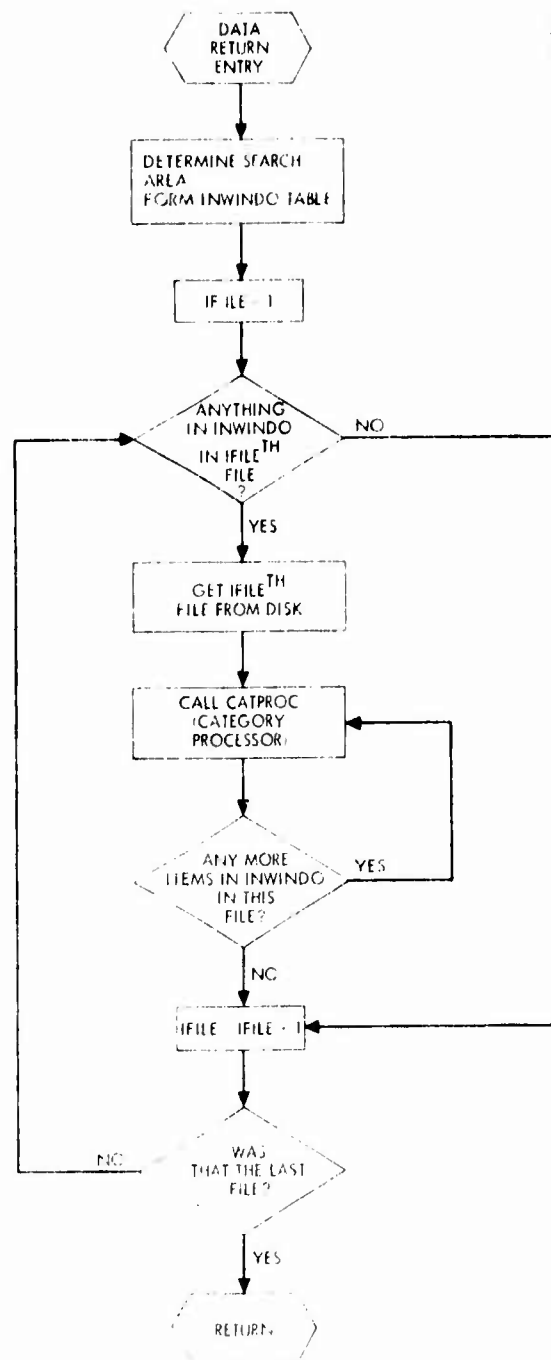 DATA
RETURN
ENTRY
DETERMINE SEARCH
AREA
FORM INWINDO TABLE
IFILE - 1
ANYTHING
IN INWINDO
IN IFILE TH
FILE
?
NO
YES
GET IFILE TH
FILE FROM DISK
CALL CATPROC
(CATEGORY
PROCESSOR)
ANY MORE
ITEMS IN INWINDO
IN THIS
FILE?
YES
NO
IFILE IFILE + 1
WAS
THAT THE LAST
FILE?
NO
YES
RETURN